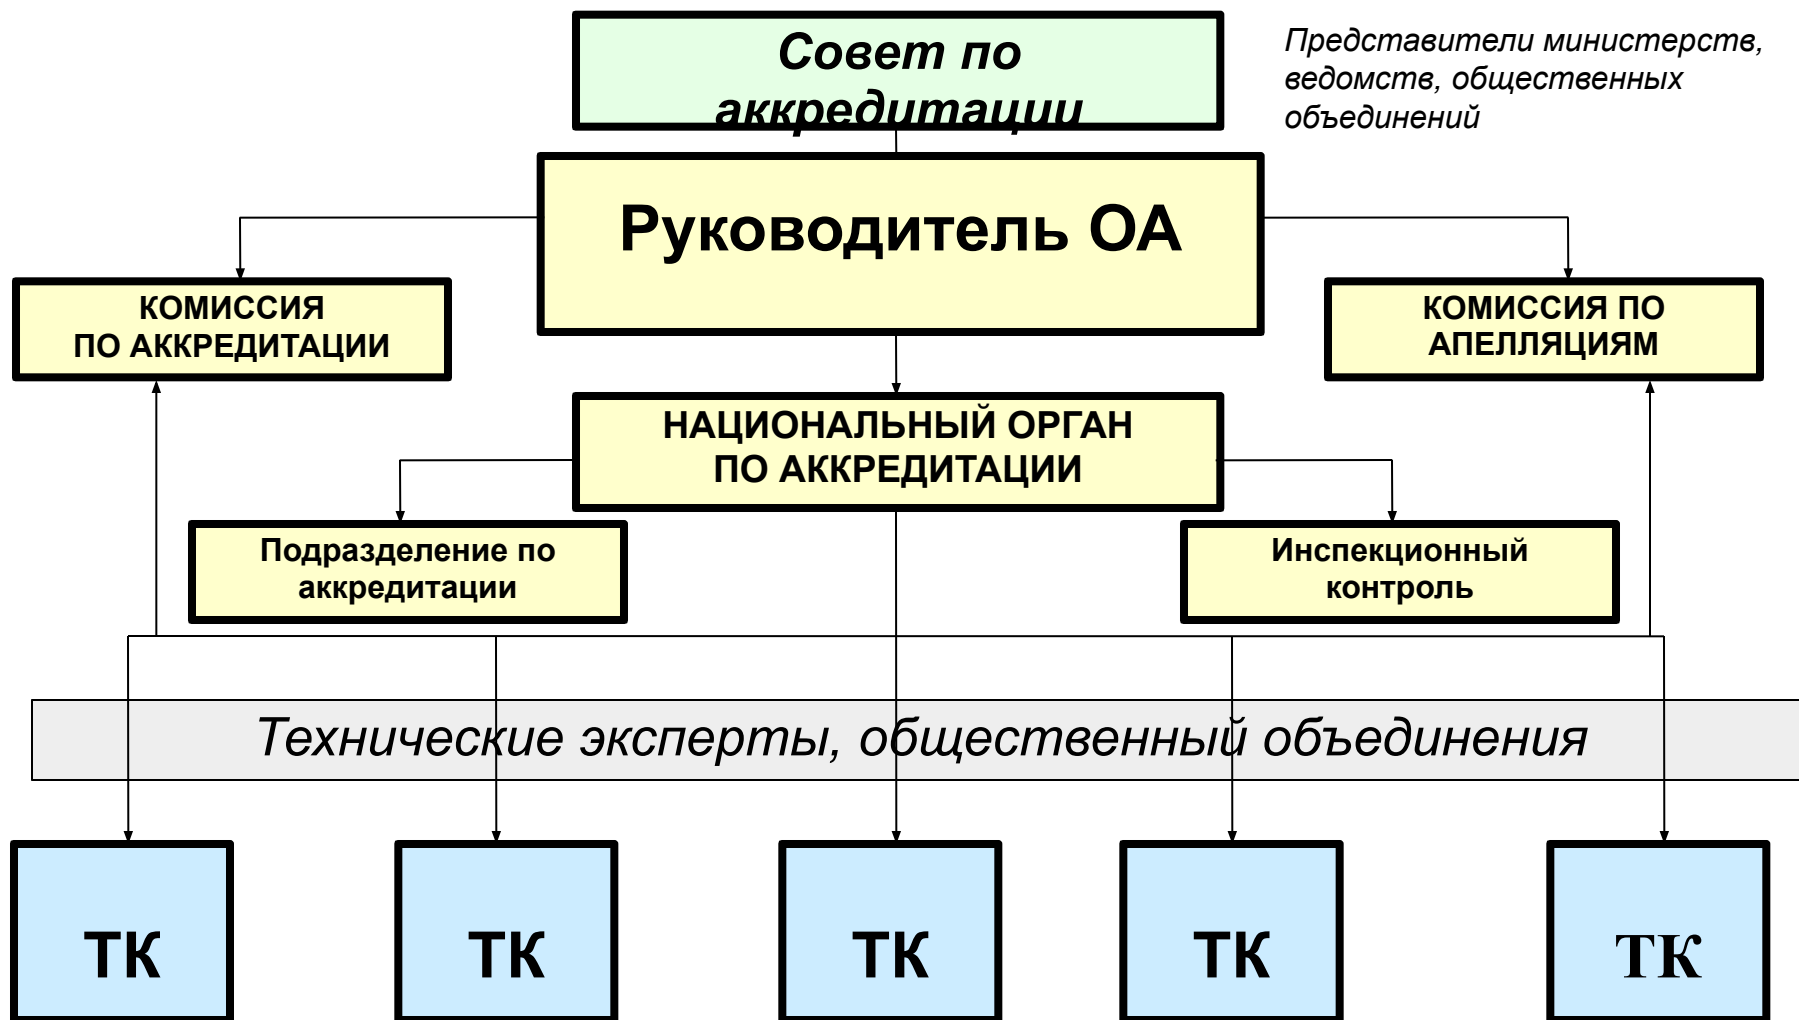 Совет по
аккредитации
Представители министерств,
ведомств, общественных
объединений
Руководитель ОА
КОМИССИЯ
ПО АККРЕДИТАЦИИ
КОМИССИЯ ПО
АПЕЛЛЯЦИЯМ
НАЦИОНАЛЬНЫЙ ОРГАН
ПО АККРЕДИТАЦИИ
Подразделение по
аккредитации
Инспекционный
контроль
Технические эксперты, общественный объединения
ТК
ТК
ТК
ТК
ТК